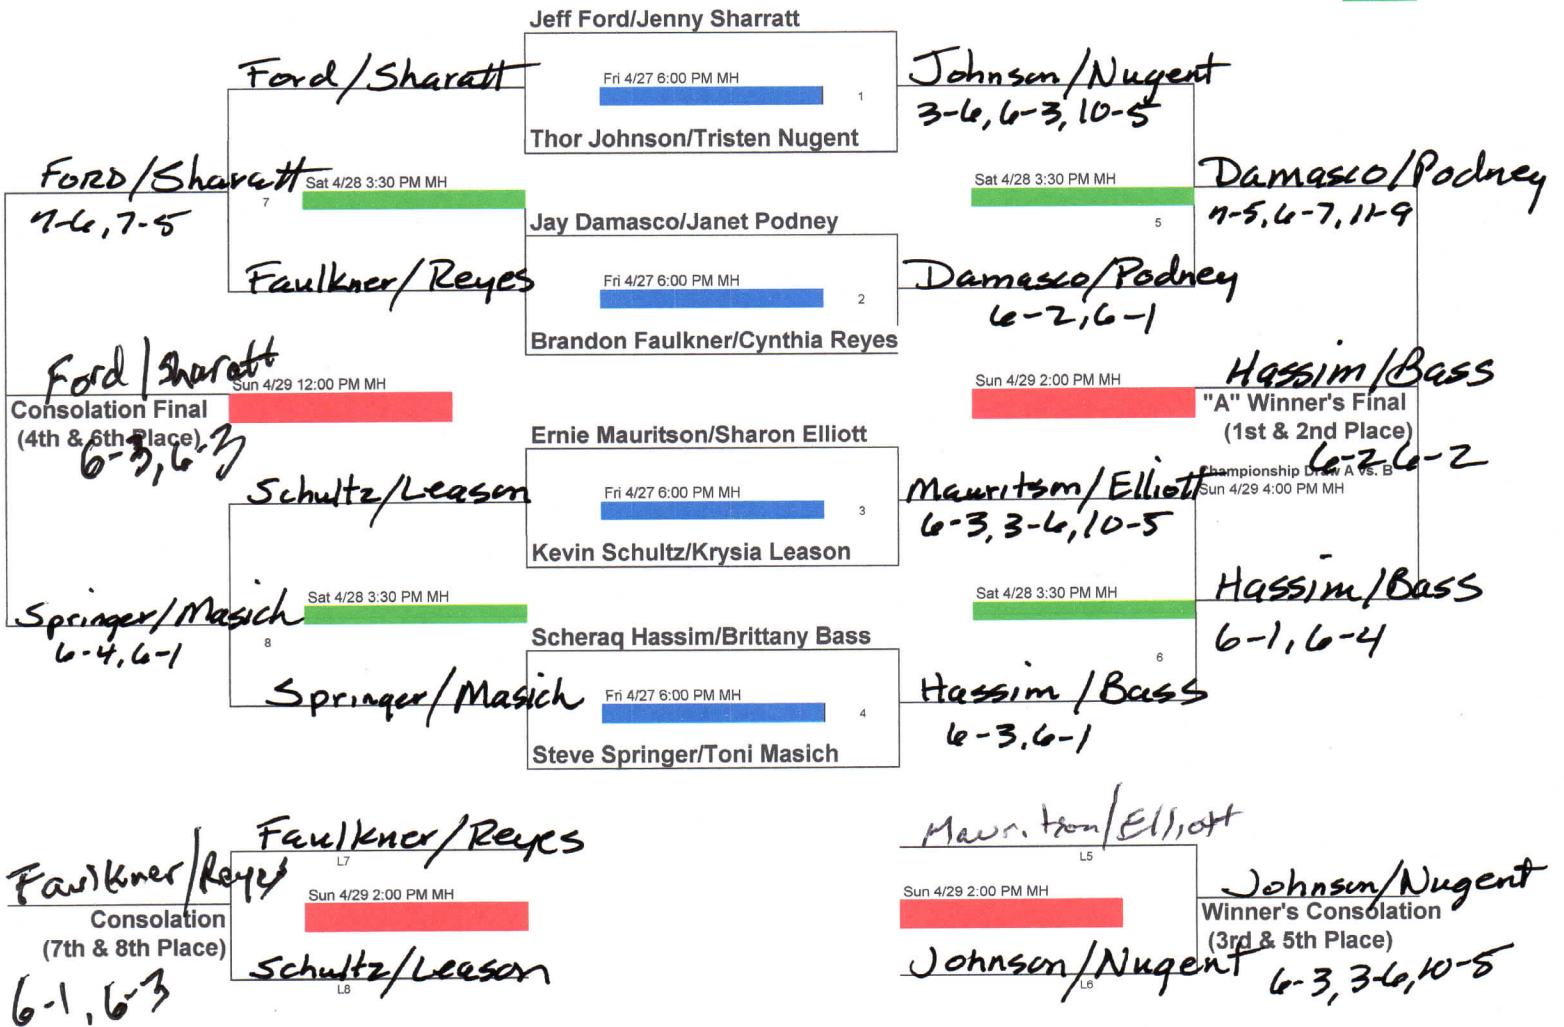 Jeff Ford/Jenny Sharratt
Ford/Sharatt
Fri 4/27 6:00 PM MH
1
Johnson/Nugent
3-6, 6-3, 10-5
Thor Johnson/Tristen Nugent
FORD/Sharatt
7-6, 7-5
Sat 4/28 3:30 PM MH
7
Sat 4/28 3:30 PM MH
5
Damasco/Podney
7-5, 6-7, 11-9
Jay Damasco/Janet Podney
Faulkner/Reyes
Fri 4/27 6:00 PM MH
2
Damasco/Podney
6-2, 6-1
Brandon Faulkner/Cynthia Reyes
Ford/Sharatt
Sun 4/29 12:00 PM MH
Consolation Final
(4th & 6th Place)
6-3, 6-3
Sun 4/29 2:00 PM MH
Hassim/Bass
"A" Winner's Final
(1st & 2nd Place)
6-2 6-2
Championship Draw A vs. B
Sun 4/29 4:00 PM MH
Ernie Mauritson/Sharon Elliott
Schultz/Leason
Fri 4/27 6:00 PM MH
3
Mauritson/Elliott
6-3, 3-6, 10-5
Kevin Schultz/Krysia Leason
Springer/Masich
6-4, 6-1
Sat 4/28 3:30 PM MH
8
Sat 4/28 3:30 PM MH
6
Hassim/Bass
6-1, 6-4
Scheraq Hassim/Brittany Bass
Springer/Masich
Fri 4/27 6:00 PM MH
4
Hassim/Bass
6-3, 6-1
Steve Springer/Toni Masich
Faulkner/Reyes
L7
Faulkner/Reyes
Sun 4/29 2:00 PM MH
Consolation
(7th & 8th Place)
6-1, 6-3
Schultz/Leason
L8
Mauritson/Elliott
L5
Sun 4/29 2:00 PM MH
Johnson/Nugent
Winner's Consolation
(3rd & 5th Place)
6-3, 3-6, 10-5
Johnson/Nugent
L6